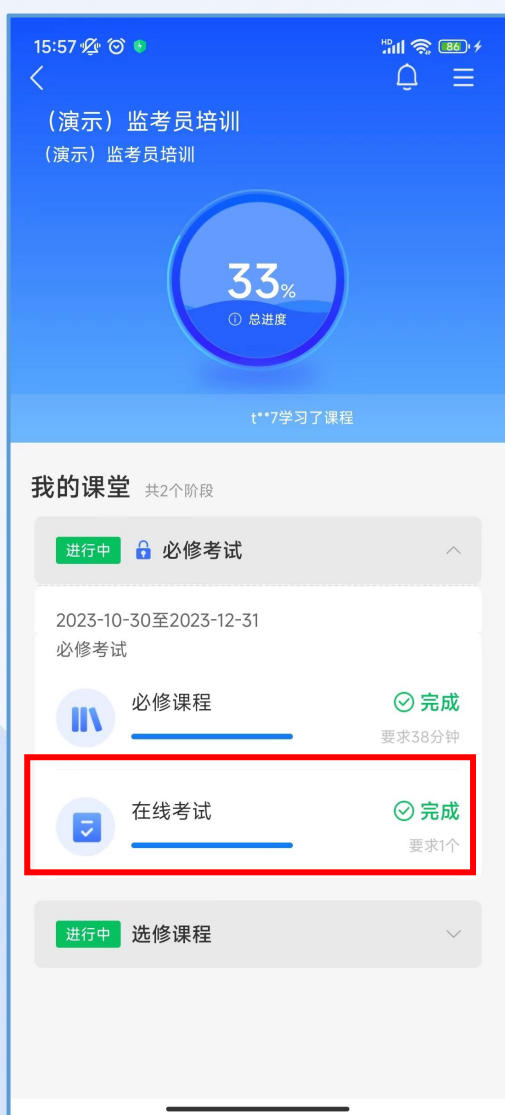 15:57
HD 86
（演示）监考员培训
（演示）监考员培训
33%
总进度
t**7学习了课程
我的课堂 共2个阶段
进行中 必修考试
2023-10-30至2023-12-31
必修考试
必修课程 完成
要求38分钟
在线考试 完成
要求1个
进行中 选修课程